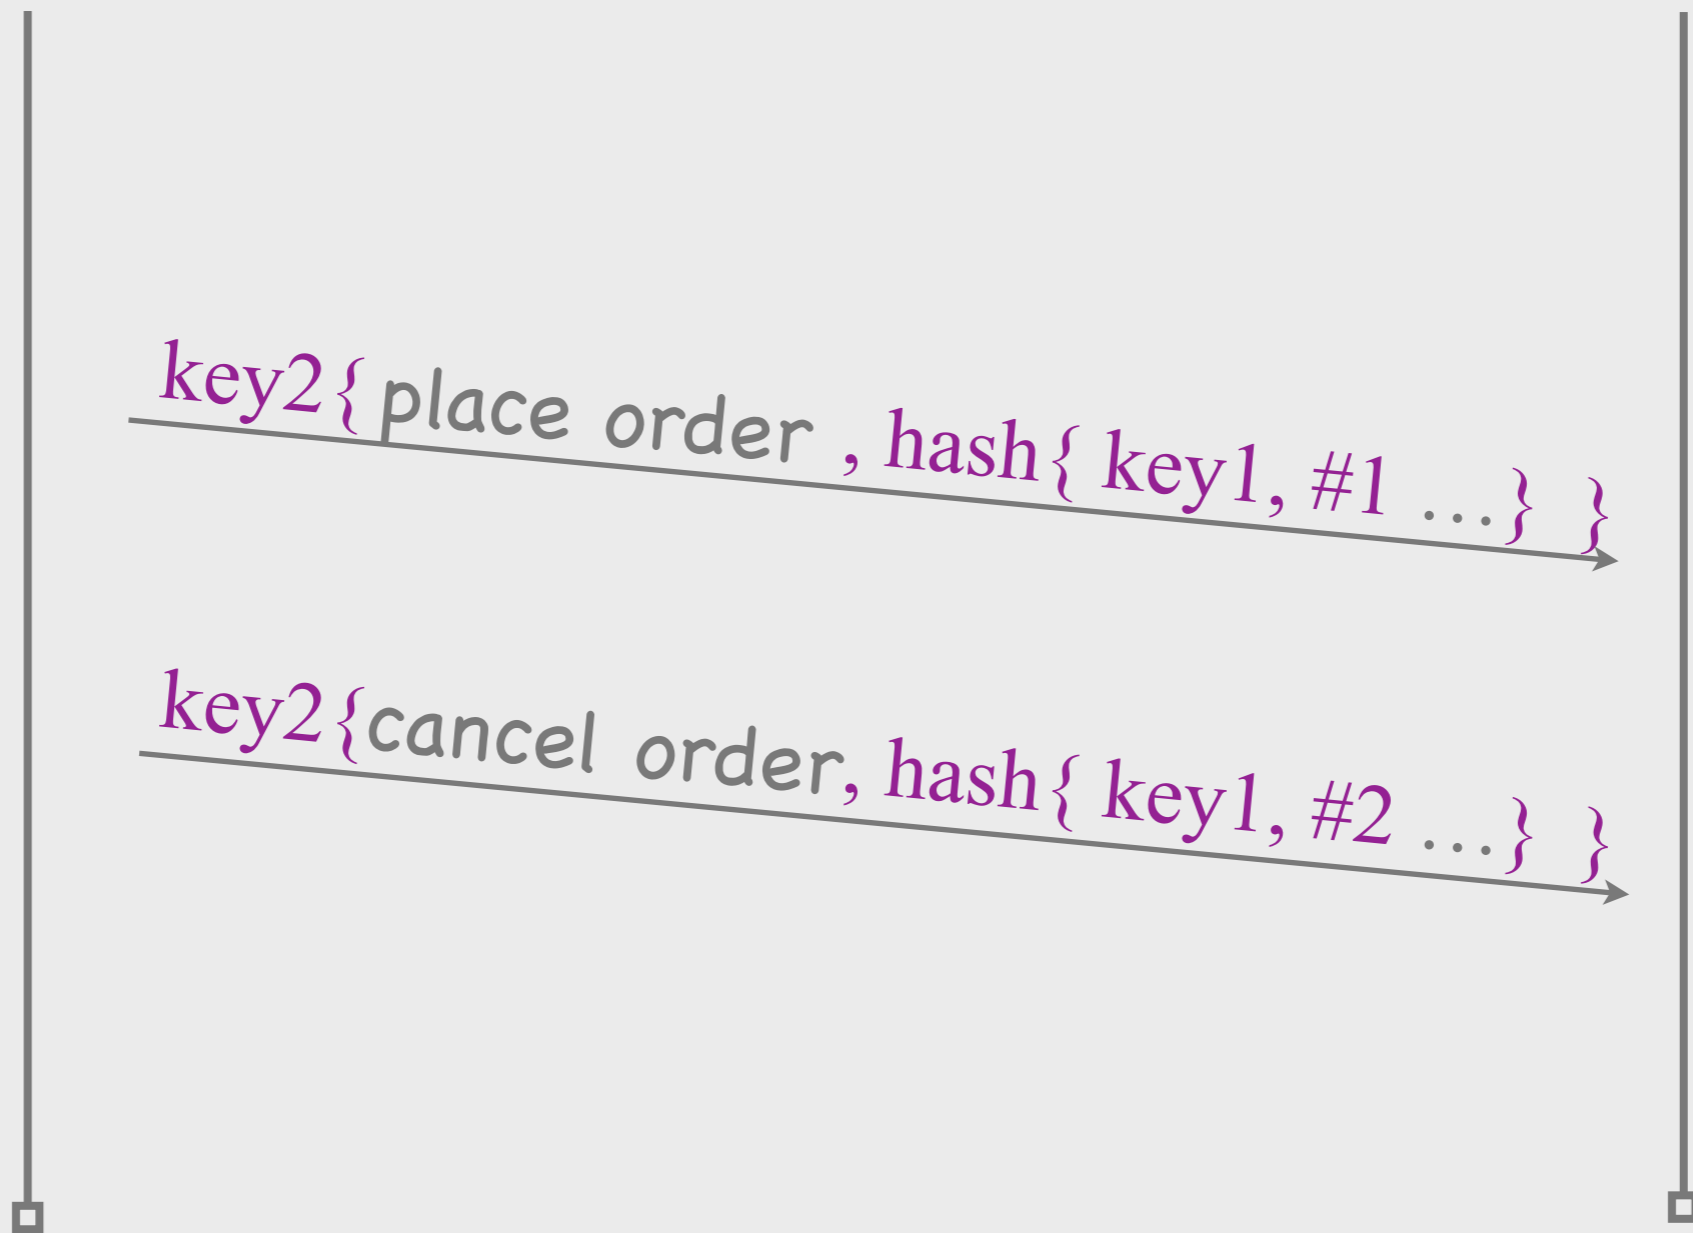 key2{ place order , hash{ key1, #1 ...} }
key2{cancel order, hash{ key1, #2 ...} }